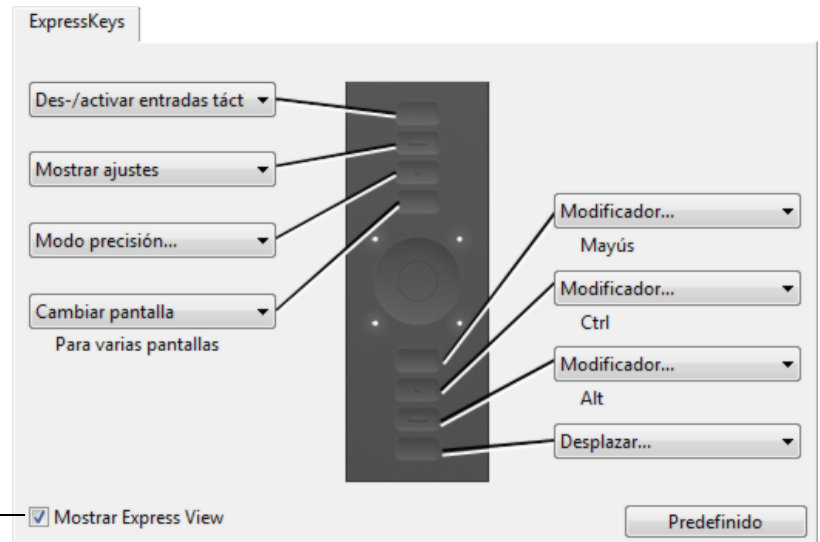 ExpressKeys
Des-/activar entradas táct
Mostrar ajustes
Modo precisión...
Cambiar pantalla
Para varias pantallas
Modificador...
Mayús
Modificador...
Ctrl
Modificador...
Alt
Desplazar...
Mostrar Express View
Predefinido